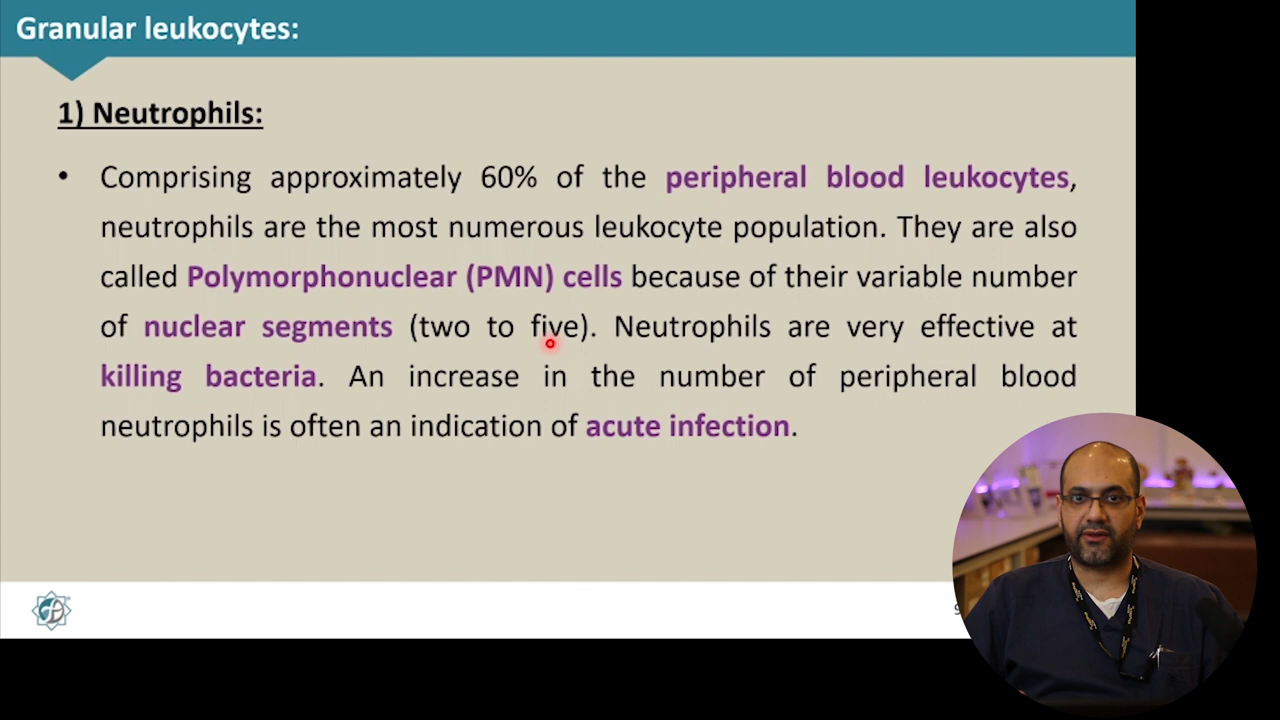 Granular leukocytes:
1) Neutrophils:
• Comprising approximately 60% of the peripheral blood leukocytes,
neutrophils are the most numerous leukocyte population. They are also
called Polymorphonuclear (PMN) cells because of their variable number
of nuclear segments (two to five). Neutrophils are very effective at
killing bacteria. An increase in the number of peripheral blood
neutrophils is often an indication of acute infection.